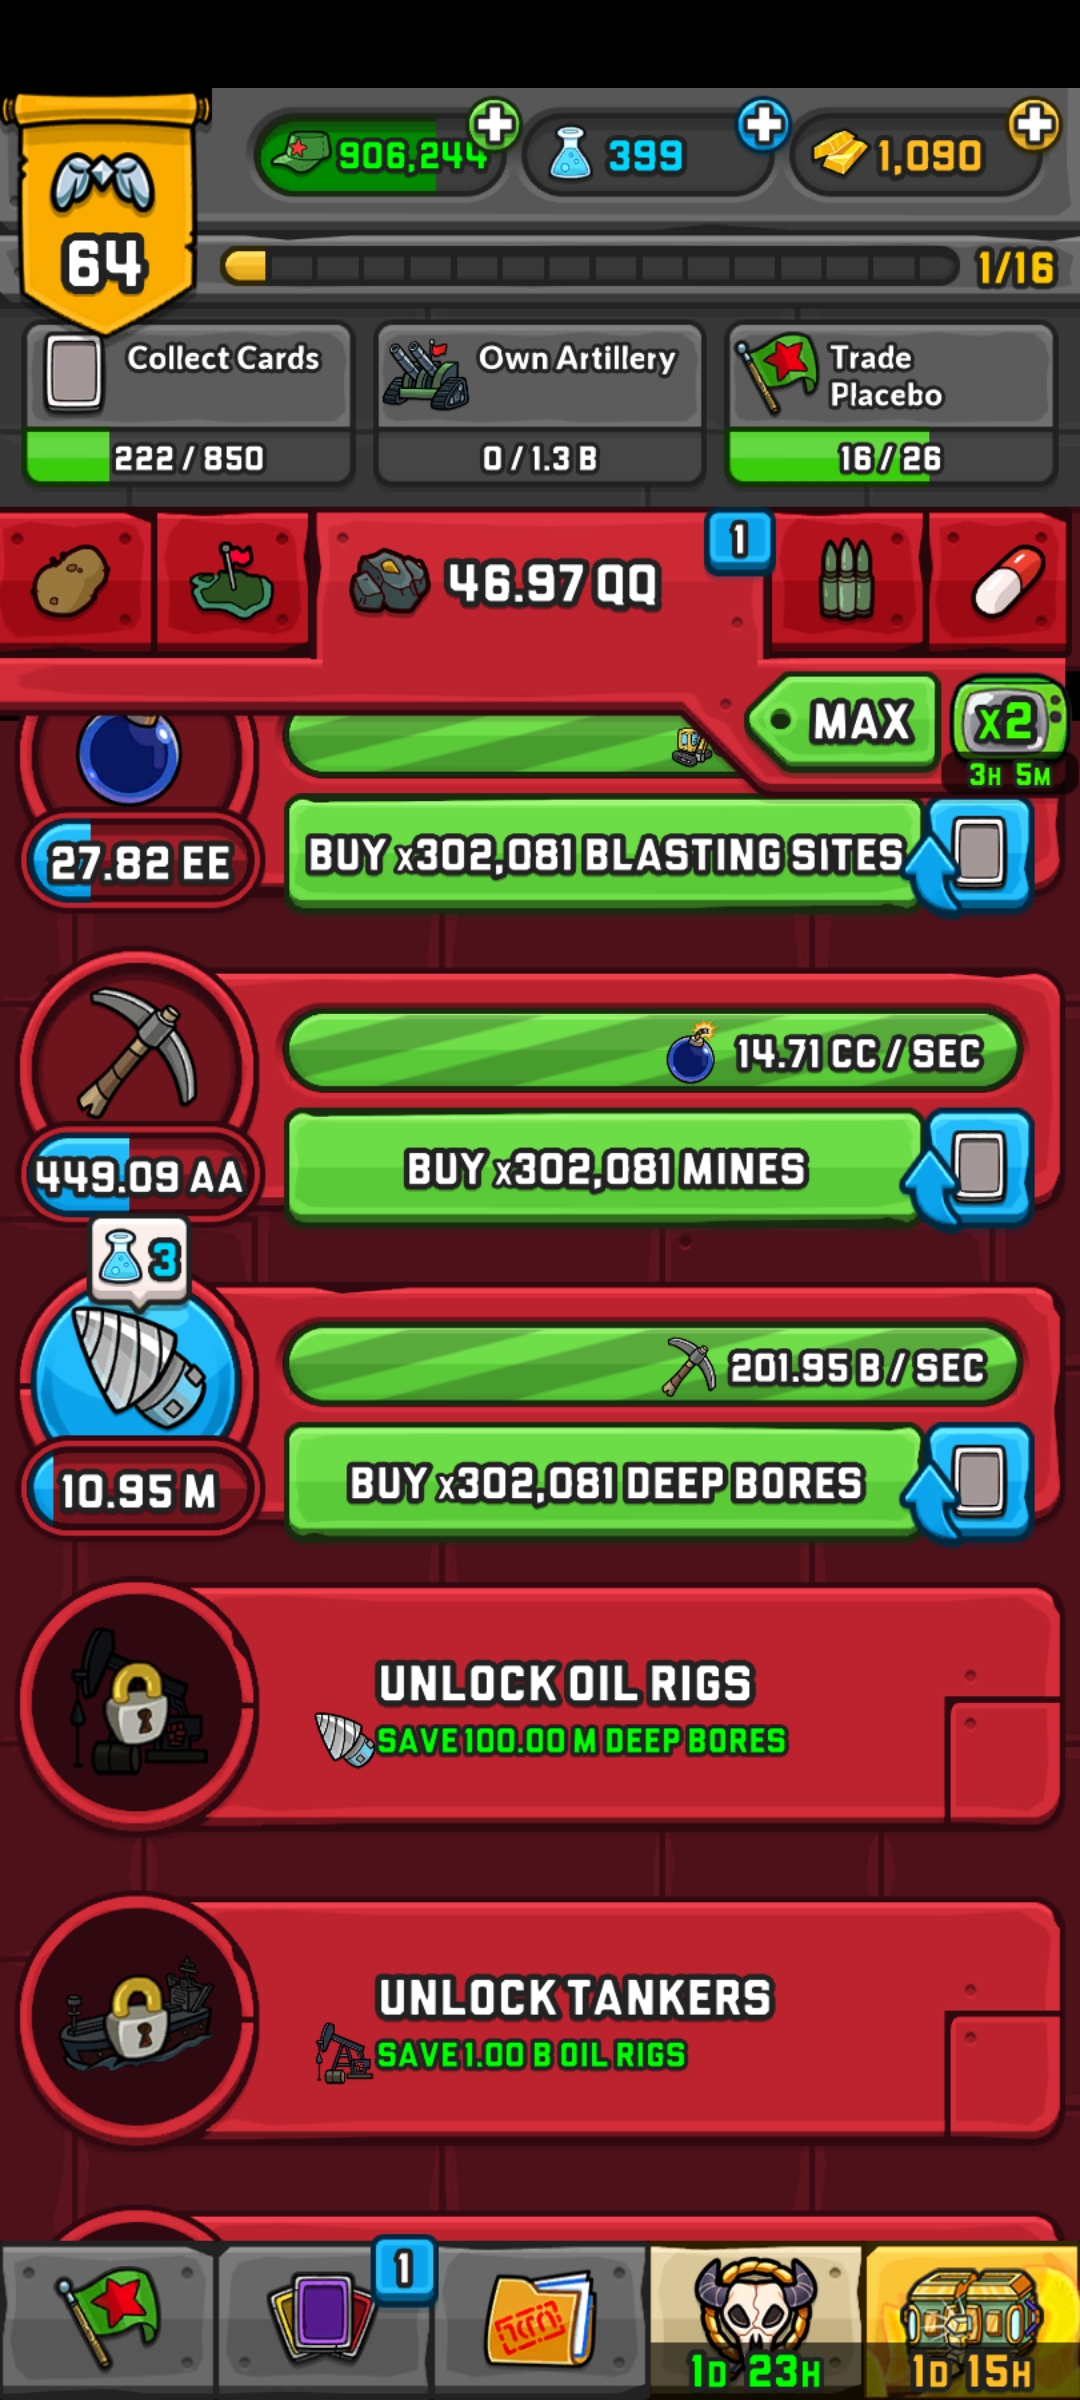 906,244
399
1,090
64
1/16
Collect Cards
222 / 850
Own Artillery
0 / 1.3 B
Trade
Placebo
16 / 26
46.97 QQ
1
MAX
x2
3H 5M
27.82 EE
BUY x302,081 BLASTING SITES
14.71 CC / SEC
449.09 AA
BUY x302,081 MINES
3
201.95 B / SEC
10.95 M
BUY x302,081 DEEP BORES
UNLOCK OIL RIGS
SAVE 100.00 M DEEP BORES
UNLOCK TANKERS
SAVE 1.00 B OIL RIGS
1
1D 23H
1D 15H